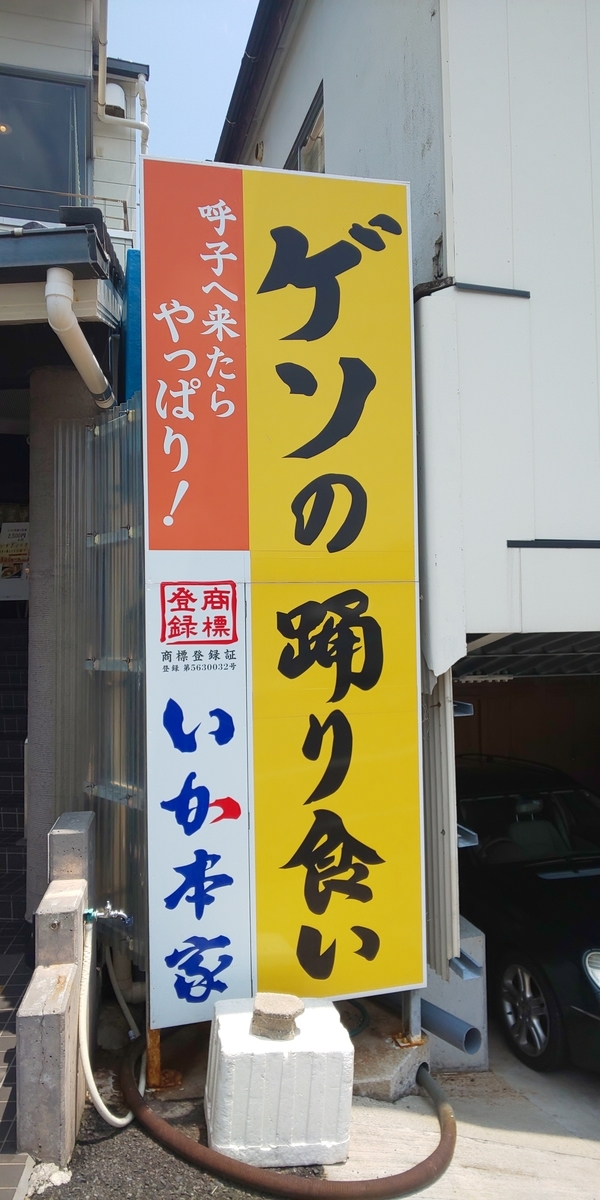 ゲソの踊り食い
呼子へ来たら
やっぱり！
商標
登録
商標登録証
登録 第5630032号
いか本家